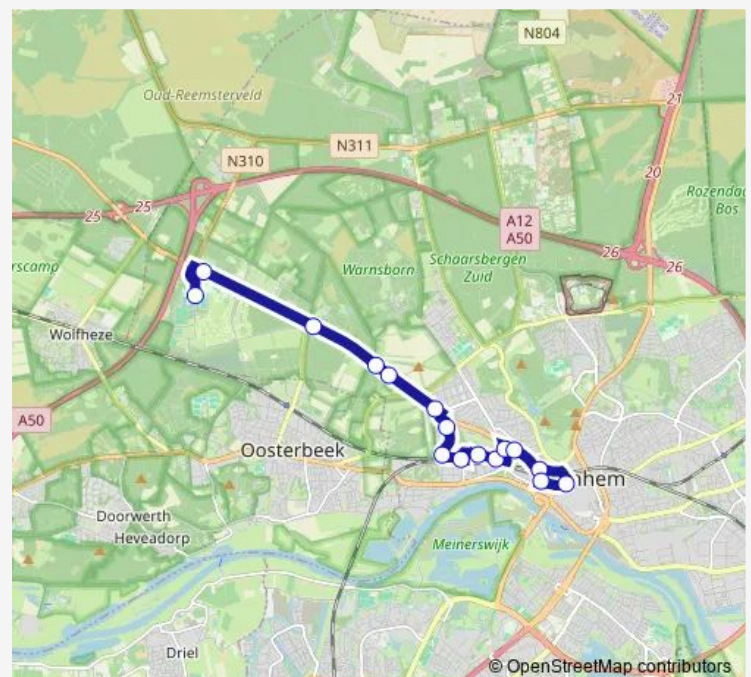 N804
Oud-Reemsterveld
21
N311
N310
20
Rozendaa
Bos
25
25
A12
A50
Schaarsbergen
Zuid
26
26
rscamp
Warnsborn
Wolfheze
A50
Oosterbeek
nhem
Doorwerth
Heveadorp
Meinerswijk
Driel
© OpenStreetMap contributors